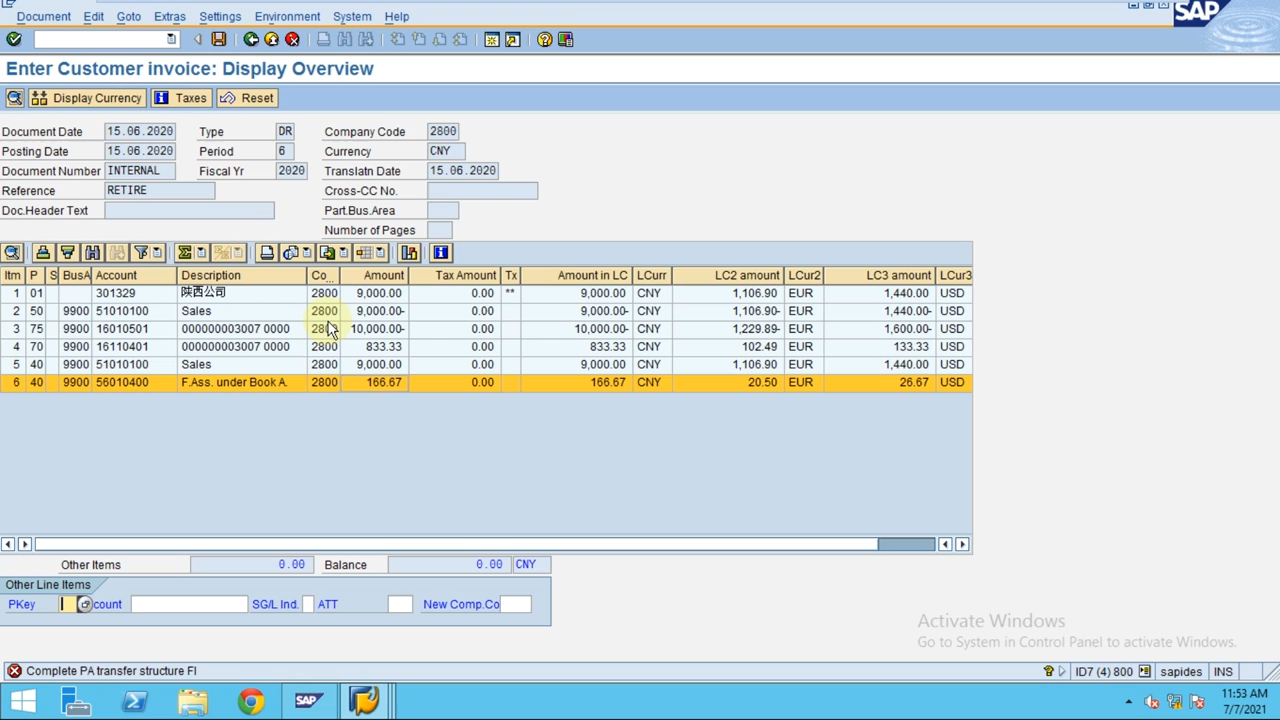 Document Edit Goto Extras Settings Environment System Help
SAP
Enter Customer invoice: Display Overview
Display Currency Taxes Reset
Document Date 15.06.2020 Type DR Company Code 2800
Posting Date 15.06.2020 Period 6 Currency CNY
Document Number INTERNAL Fiscal Yr 2020 Translatn Date 15.06.2020
Reference RETIRE Cross-CC No.
Doc.Header Text Part.Bus.Area
Number of Pages
Itm P S BusA Account Description Co... Amount Tax Amount Tx Amount in LC LCurr LC2 amount LCur2 LC3 amount LCur3
1 01 301329 陕西公司 2800 9,000.00 0.00 ** 9,000.00 CNY 1,106.90 EUR 1,440.00 USD
2 50 9900 51010100 Sales 2800 9,000.00- 0.00 9,000.00- CNY 1,106.90- EUR 1,440.00- USD
3 75 9900 16010501 000000003007 0000 2800 10,000.00- 0.00 10,000.00- CNY 1,229.89- EUR 1,600.00- USD
4 70 9900 16110401 000000003007 0000 2800 833.33 0.00 833.33 CNY 102.49 EUR 133.33 USD
5 40 9900 51010100 Sales 2800 9,000.00 0.00 9,000.00 CNY 1,106.90 EUR 1,440.00 USD
6 40 9900 56010400 F.Ass. under Book A. 2800 166.67 0.00 166.67 CNY 20.50 EUR 26.67 USD
Other Items 0.00 Balance 0.00 CNY
Other Line Items
PKey count SG/L Ind. ATT New Comp.Co
Activate Windows
Go to System in Control Panel to activate Windows.
Complete PA transfer structure FI ID7 (4) 800 sapides INS
SAP 11:53 AM
7/7/2021